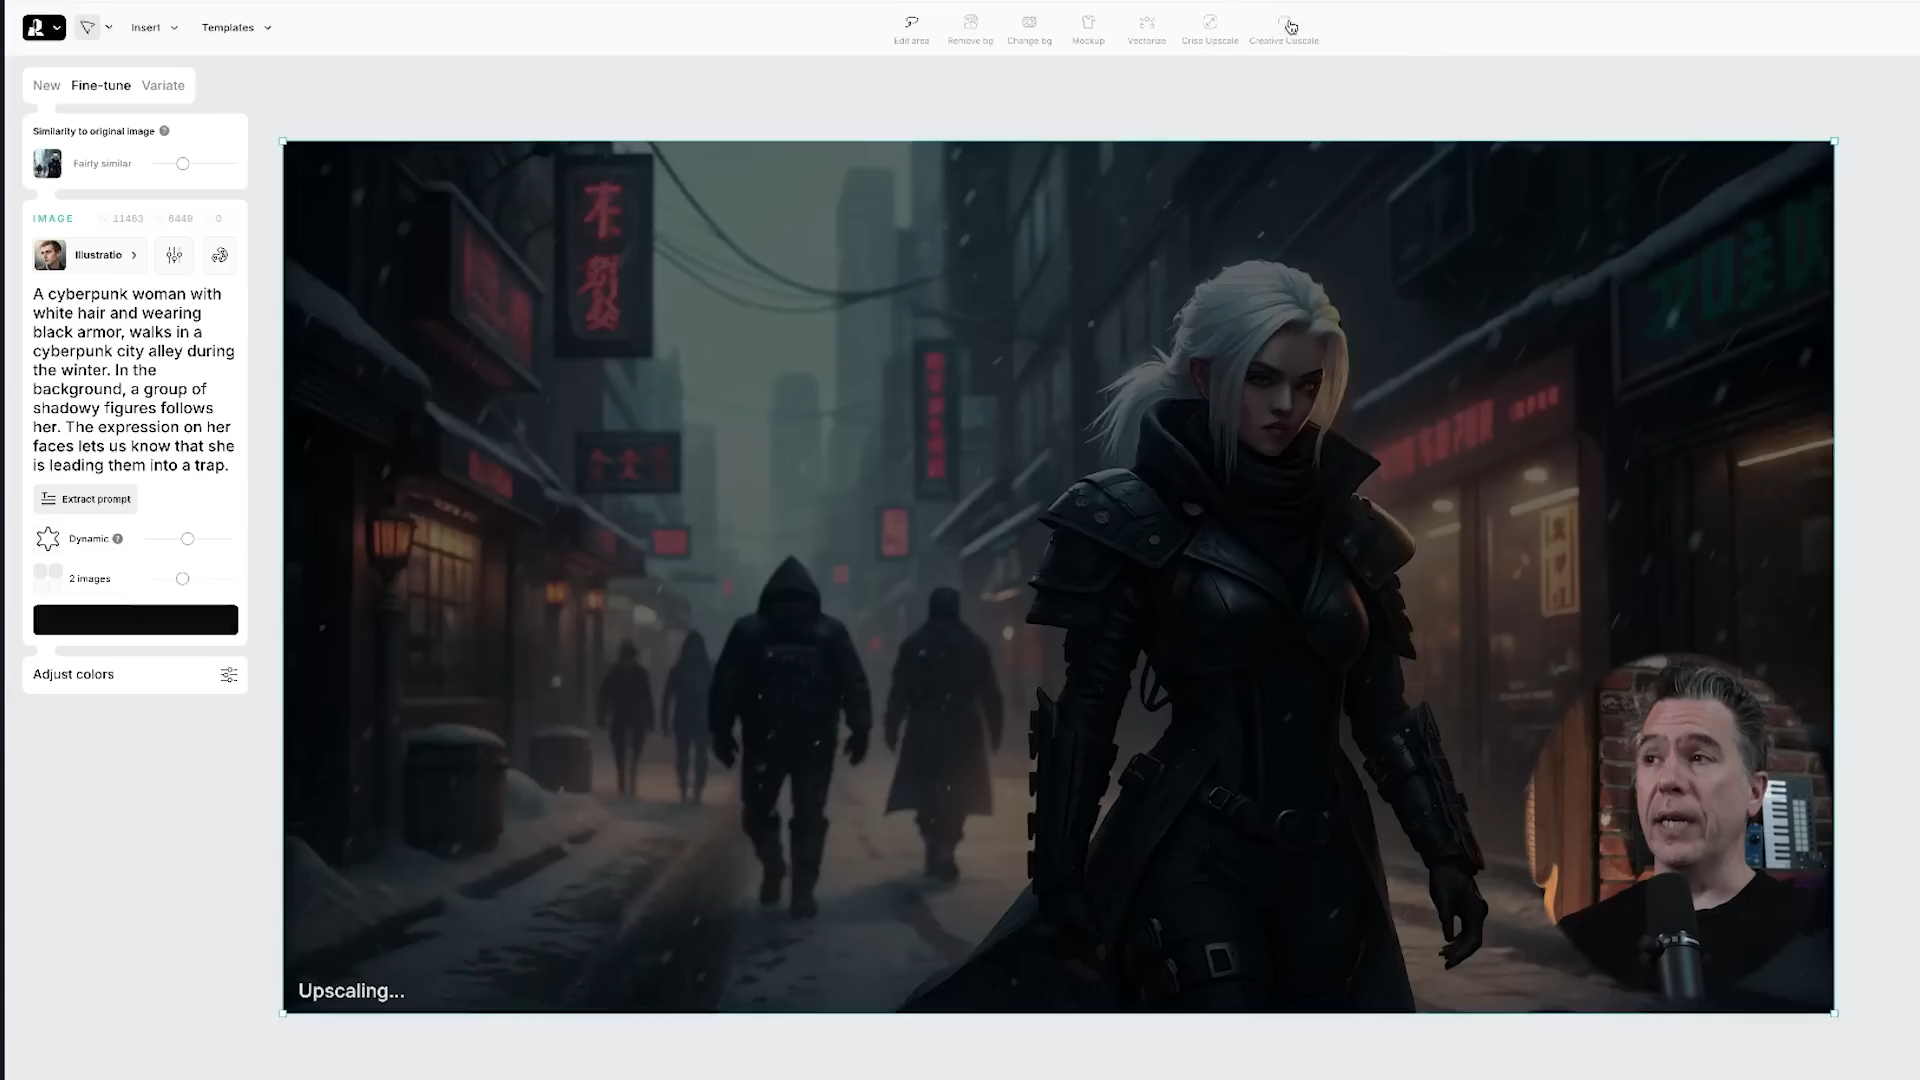 Insert
Templates
Edit area
Remove bg
Change bg
Mockup
Vectorize
Crisp Upscale
Creative Upscale
New Fine-tune Variate
Similarity to original image ?
Fairly similar
IMAGE 11463 6449 0
Illustratio
A cyberpunk woman with
white hair and wearing
black armor, walks in a
cyberpunk city alley during
the winter. In the
background, a group of
shadowy figures follows
her. The expression on her
faces lets us know that she
is leading them into a trap.
Extract prompt
Dynamic ?
2 images
Adjust colors
Upscaling...